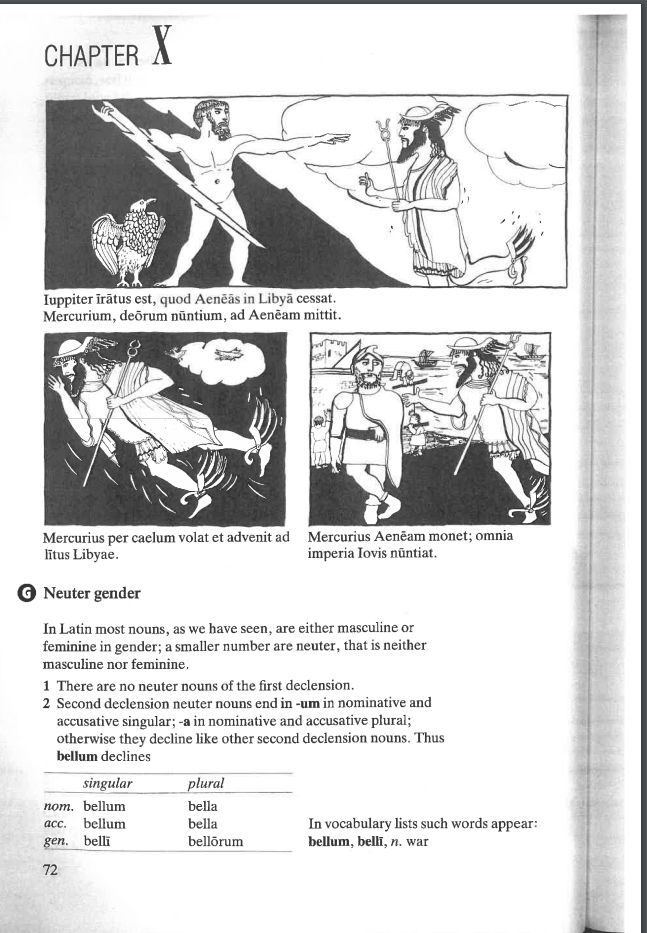 CHAPTER X
Iuppiter īrātus est, quod Aenēās in Libyā cessat.
Mercurium, deōrum nūntium, ad Aenēam mittit.
Mercurius per caelum volat et advenit ad
lītus Libyae.
Mercurius Aenēam monet; omnia
imperia Iovis nūntiat.
G Neuter gender
In Latin most nouns, as we have seen, are either masculine or
feminine in gender; a smaller number are neuter, that is neither
masculine nor feminine.
1 There are no neuter nouns of the first declension.
2 Second declension neuter nouns end in -um in nominative and
accusative singular; -a in nominative and accusative plural;
otherwise they decline like other second declension nouns. Thus
bellum declines
singular plural
nom. bellum bella
acc. bellum bella
gen. bellī bellōrum
In vocabulary lists such words appear:
bellum, bellī, n. war
72